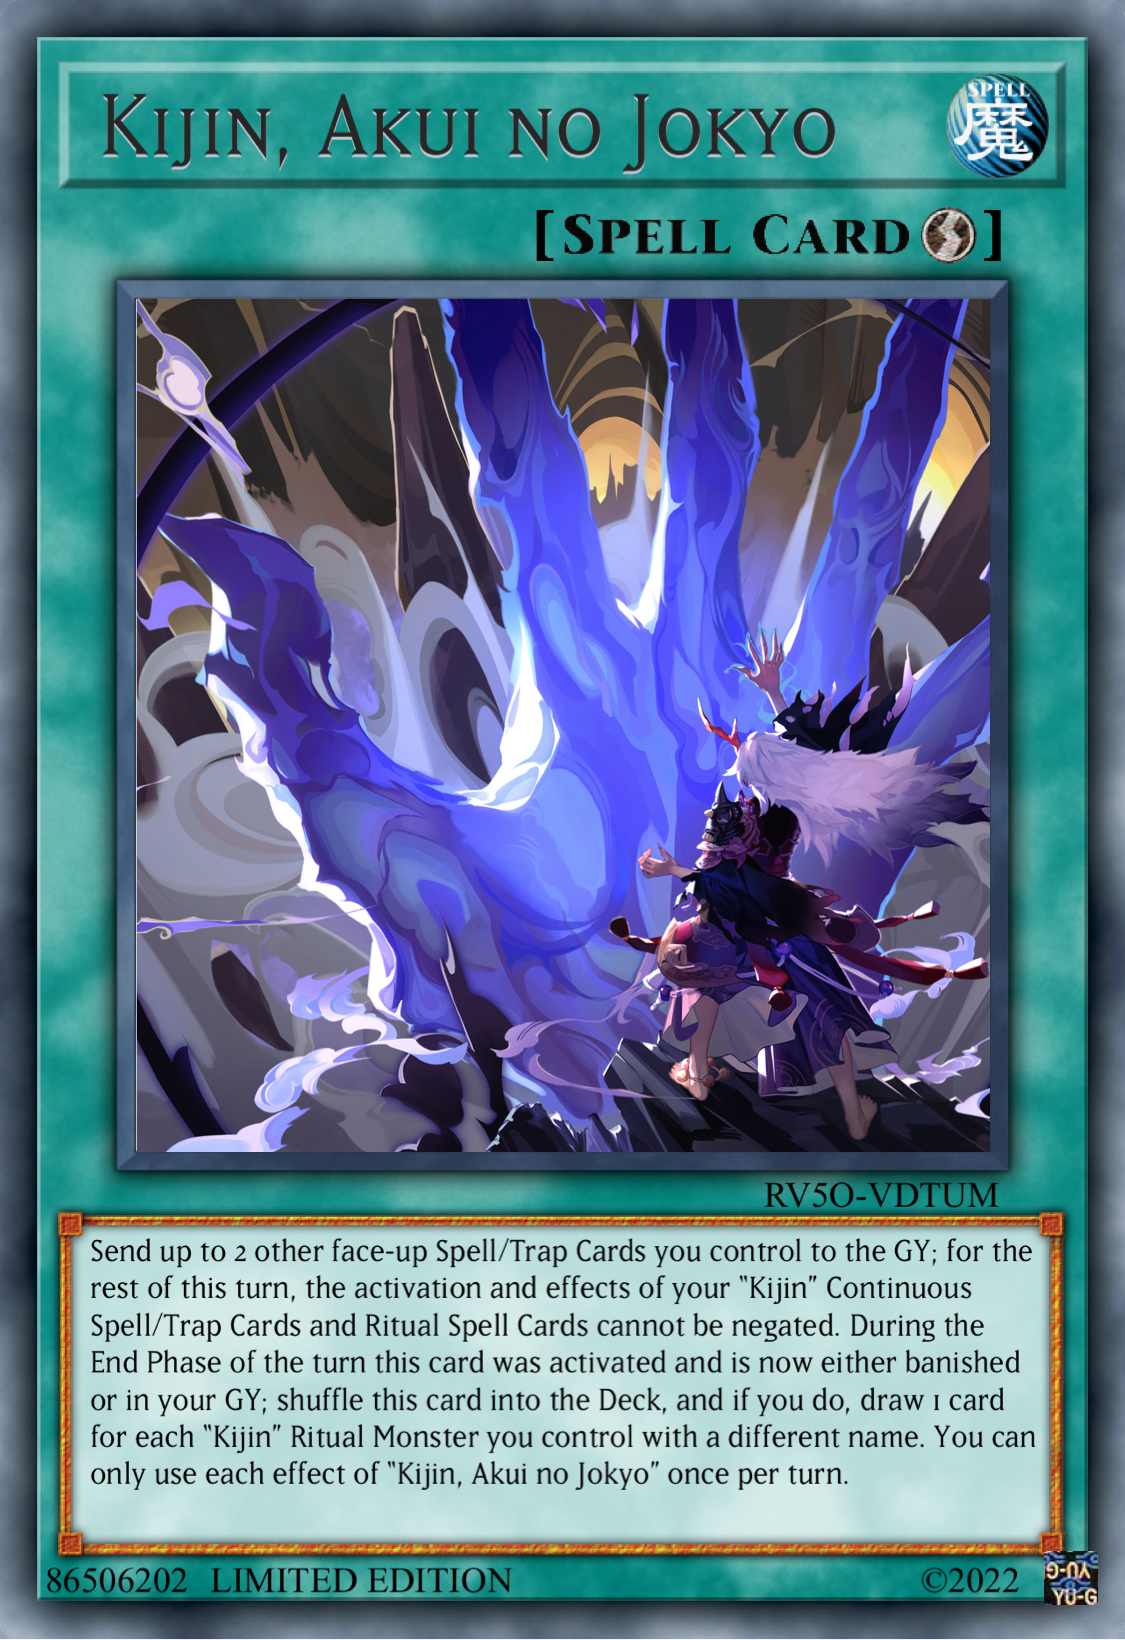 Kijin, Akui no Jokyo
SPELL
魔
[Spell Card]
RV5O-VDTUM
Send up to 2 other face-up Spell/Trap Cards you control to the GY; for the
rest of this turn, the activation and effects of your "Kijin" Continuous
Spell/Trap Cards and Ritual Spell Cards cannot be negated. During the
End Phase of the turn this card was activated and is now either banished
or in your GY; shuffle this card into the Deck, and if you do, draw 1 card
for each "Kijin" Ritual Monster you control with a different name. You can
only use each effect of "Kijin, Akui no Jokyo" once per turn.
86506202 LIMITED EDITION
©2022
YU-G
YU-G